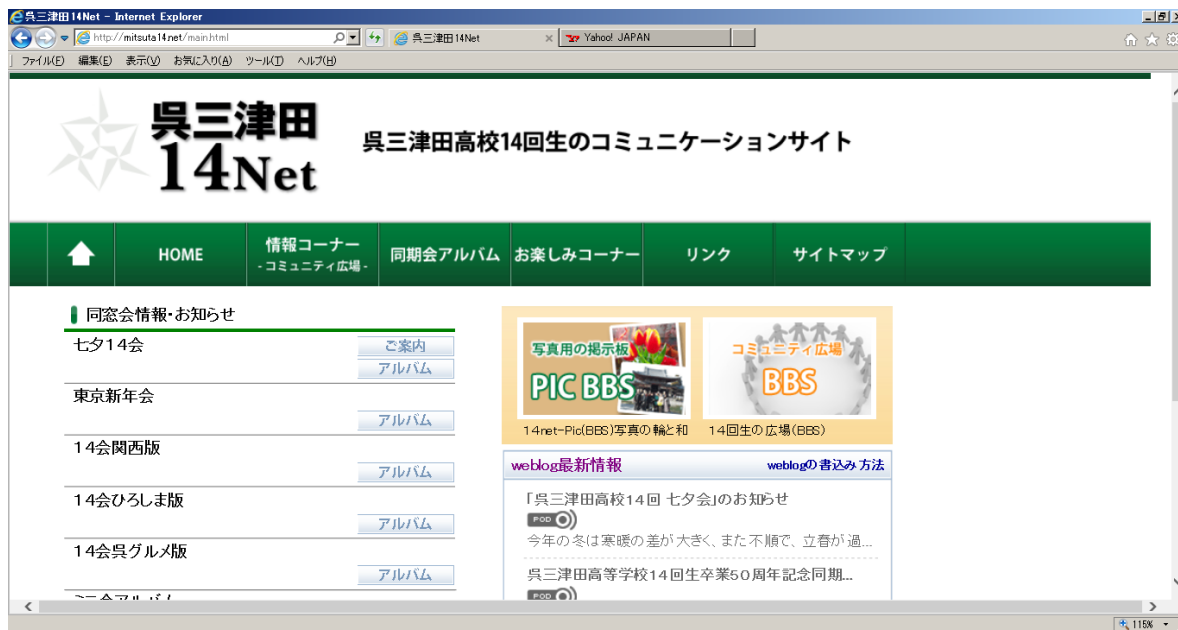 呉三津田14Net - Internet Explorer
http://mitsuta14.net/main.html
呉三津田14Net
Yahoo! JAPAN
ファイル(F) 編集(E) 表示(V) お気に入り(A) ツール(T) ヘルプ(H)
呉三津田
14Net
呉三津田高校14回生のコミュニケーションサイト
HOME
情報コーナー
- コミュニティ広場 -
同期会アルバム
お楽しみコーナー
リンク
サイトマップ
同窓会情報・お知らせ
七夕14会
ご案内
アルバム
東京新年会
アルバム
14会関西版
アルバム
14会ひろしま版
アルバム
14会呉グルメ版
アルバム
写真用の掲示板
PIC BBS
14net-Pic(BBS)写真の輪と和
コミュニティ広場
BBS
14回生の広場(BBS)
weblog最新情報
weblogの書込み方法
「呉三津田高校14回 七夕会」のお知らせ
POD
今年の冬は寒暖の差が大きく、また不順で、立春が過...
呉三津田高等学校14回生卒業50周年記念同期...
POD
115%